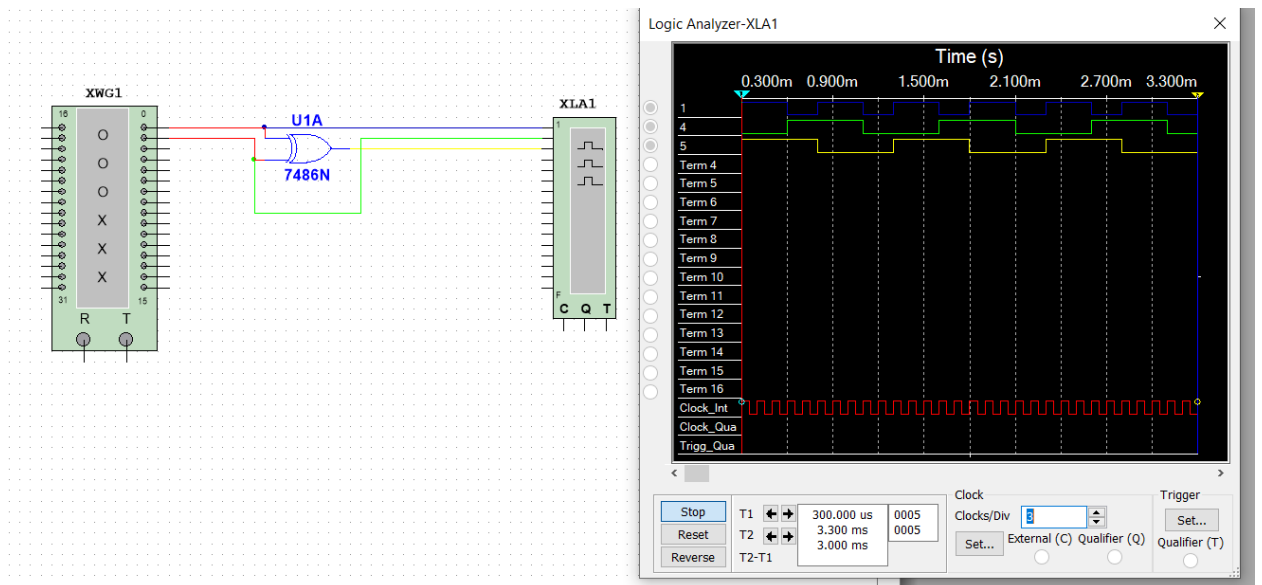 XWG1
16
0
O
O
O
X
X
X
31
15
R
T
U1A
7486N
XLA1
1
F
C Q T
Logic Analyzer-XLA1
Time (s)
0.300m 0.900m 1.500m 2.100m 2.700m 3.300m
1
4
5
Term 4
Term 5
Term 6
Term 7
Term 8
Term 9
Term 10
Term 11
Term 12
Term 13
Term 14
Term 15
Term 16
Clock_Int
Clock_Qua
Trigg_Qua
Stop
Reset
Reverse
T1
T2
T2-T1
300.000 us
3.300 ms
3.000 ms
0005
0005
Clock
Clocks/Div
3
Set...
External (C)
Qualifier (Q)
Trigger
Set...
Qualifier (T)